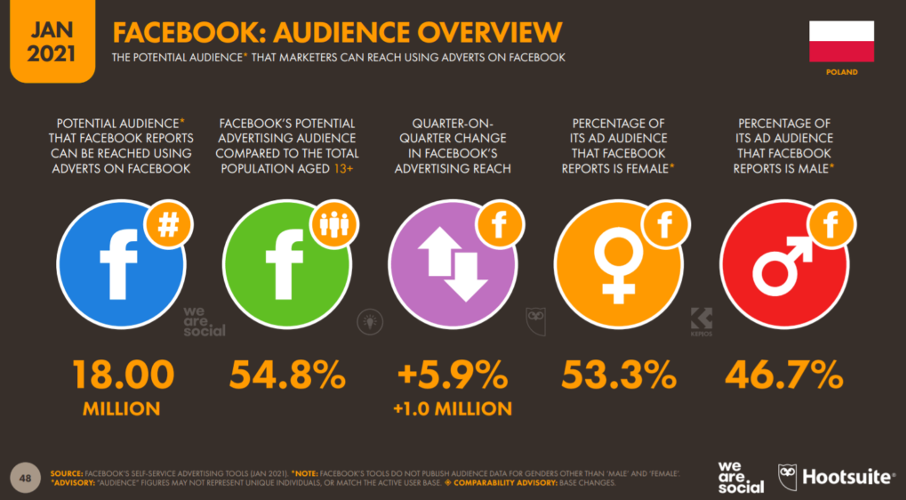 JAN
2021
FACEBOOK: AUDIENCE OVERVIEW
THE POTENTIAL AUDIENCE* THAT MARKETERS CAN REACH USING ADVERTS ON FACEBOOK
POLAND
POTENTIAL AUDIENCE*
THAT FACEBOOK REPORTS
CAN BE REACHED USING
ADVERTS ON FACEBOOK
#
18.00
MILLION
FACEBOOK'S POTENTIAL
ADVERTISING AUDIENCE
COMPARED TO THE TOTAL
POPULATION AGED 13+
54.8%
QUARTER-ON-
QUARTER CHANGE
IN FACEBOOK'S
ADVERTISING REACH
+5.9%
+1.0 MILLION
PERCENTAGE OF
ITS AD AUDIENCE
THAT FACEBOOK
REPORTS IS FEMALE*
53.3%
PERCENTAGE OF
ITS AD AUDIENCE
THAT FACEBOOK
REPORTS IS MALE*
46.7%
we
are
social
KEPIOS
48
SOURCE: FACEBOOK'S SELF-SERVICE ADVERTISING TOOLS (JAN 2021). *NOTE: FACEBOOK'S TOOLS DO NOT PUBLISH AUDIENCE DATA FOR GENDERS OTHER THAN 'MALE' AND 'FEMALE'.
*ADVISORY: "AUDIENCE" FIGURES MAY NOT REPRESENT UNIQUE INDIVIDUALS, OR MATCH THE ACTIVE USER BASE. COMPARABILITY ADVISORY: BASE CHANGES.
we
are
social
Hootsuite®